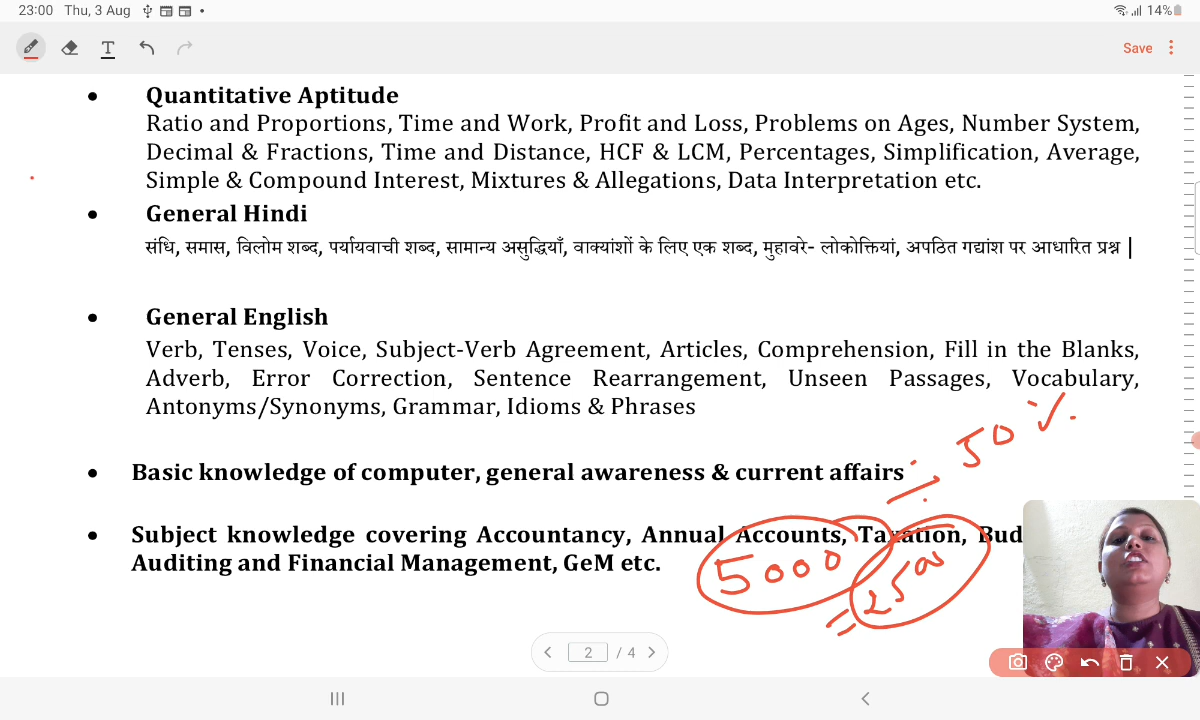 23:00 Thu, 3 Aug 14%
T Save
• Quantitative Aptitude
Ratio and Proportions, Time and Work, Profit and Loss, Problems on Ages, Number System,
Decimal & Fractions, Time and Distance, HCF & LCM, Percentages, Simplification, Average,
Simple & Compound Interest, Mixtures & Allegations, Data Interpretation etc.
• General Hindi
संधि, समास, विलोम शब्द, पर्यायवाची शब्द, सामान्य असुद्धियाँ, वाक्यांशों के लिए एक शब्द, मुहावरे- लोकोक्तियां, अपठित गद्यांश पर आधारित प्रश्न |
• General English
Verb, Tenses, Voice, Subject-Verb Agreement, Articles, Comprehension, Fill in the Blanks,
Adverb, Error Correction, Sentence Rearrangement, Unseen Passages, Vocabulary,
Antonyms/Synonyms, Grammar, Idioms & Phrases
50 %
• Basic knowledge of computer, general awareness & current affairs
• Subject knowledge covering Accountancy, Annual Accounts, Taxation, Bud
Auditing and Financial Management, GeM etc.
5000 2500
2 / 4